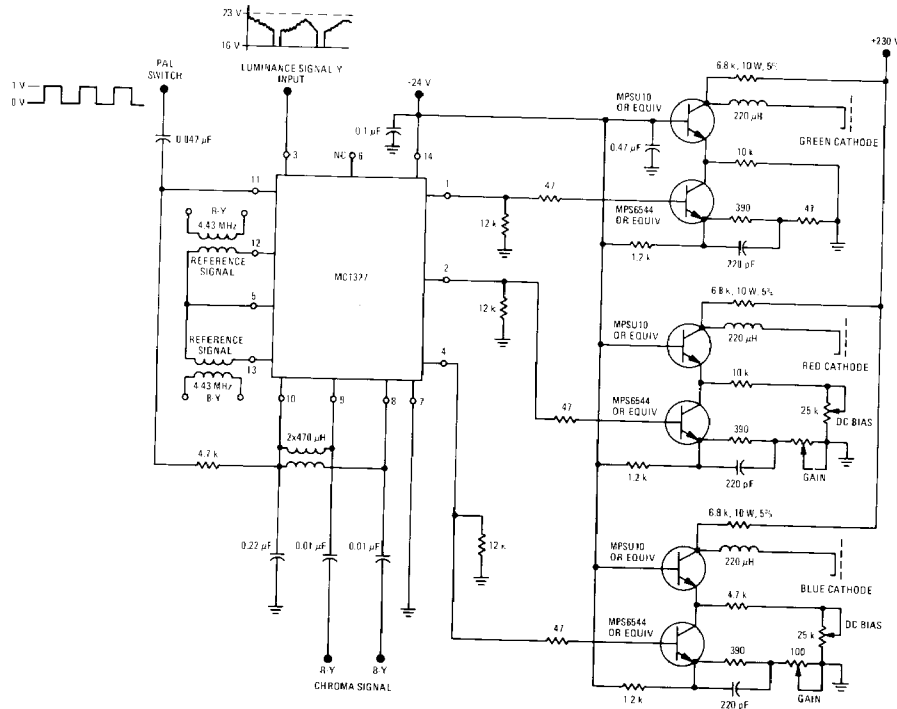 23 V
16 V
1 V
0 V
PAL
SWITCH
LUMINANCE SIGNAL Y
INPUT
-24 V
+230 V
6.8 k, 10 W, 5%
MPSU10
OR EQUIV
220 µH
GREEN CATHODE
0.047 µF
0.1 µF
0.47 µF
10 k
3
NC
6
14
11
1
47
MPS6544
OR EQUIV
390
47
12 k
1.2 k
220 pF
R-Y
4.43 MHz
12
REFERENCE
SIGNAL
MC1327
2
5
12 k
6.8 k, 10 W, 5%
MPSU10
OR EQUIV
220 µH
RED CATHODE
REFERENCE
SIGNAL
13
4
4.43 MHz
B-Y
10
9
8
7
10 k
25 k
DC BIAS
MPS6544
OR EQUIV
47
390
2x470 µH
4.7 k
1.2 k
220 pF
GAIN
6.8 k, 10 W, 5%
MPSU10
OR EQUIV
220 µH
BLUE CATHODE
0.22 µF
0.01 µF
0.01 µF
12 k
4.7 k
DC BIAS
25 k
MPS6544
OR EQUIV
47
390
100
1.2 k
220 pF
GAIN
R-Y
B-Y
CHROMA SIGNAL